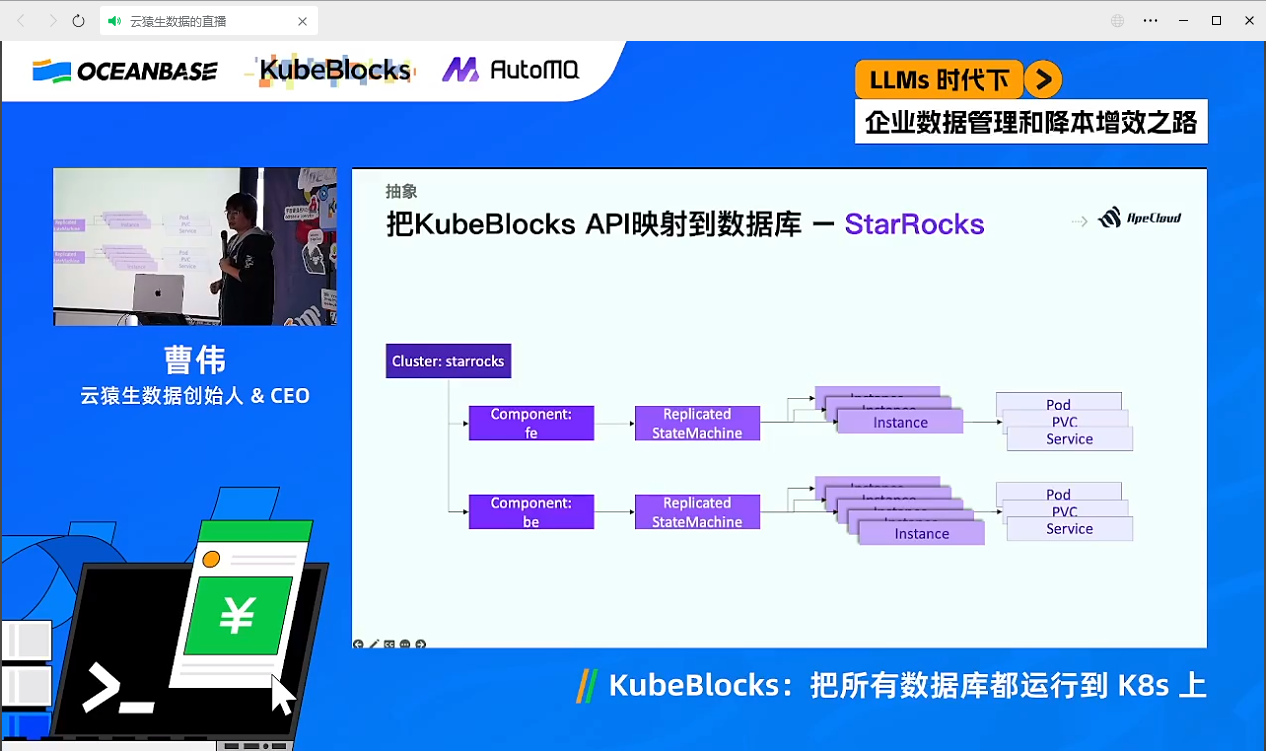 云猿生数据的直播
OCEANBASE
KubeBlocks
AutoMQ
LLMs 时代下
企业数据管理和降本增效之路
抽象
把KubeBlocks API映射到数据库 — StarRocks
ApeCloud
Cluster: starrocks
Component:
fe
Replicated
StateMachine
Instance
Instance
Instance
Pod
PVC
Service
Component:
be
Replicated
StateMachine
Instance
Instance
Instance
Instance
Instance
Pod
PVC
Service
曹伟
云猿生数据创始人 & CEO
¥
>_
KubeBlocks：把所有数据库都运行到 K8s 上